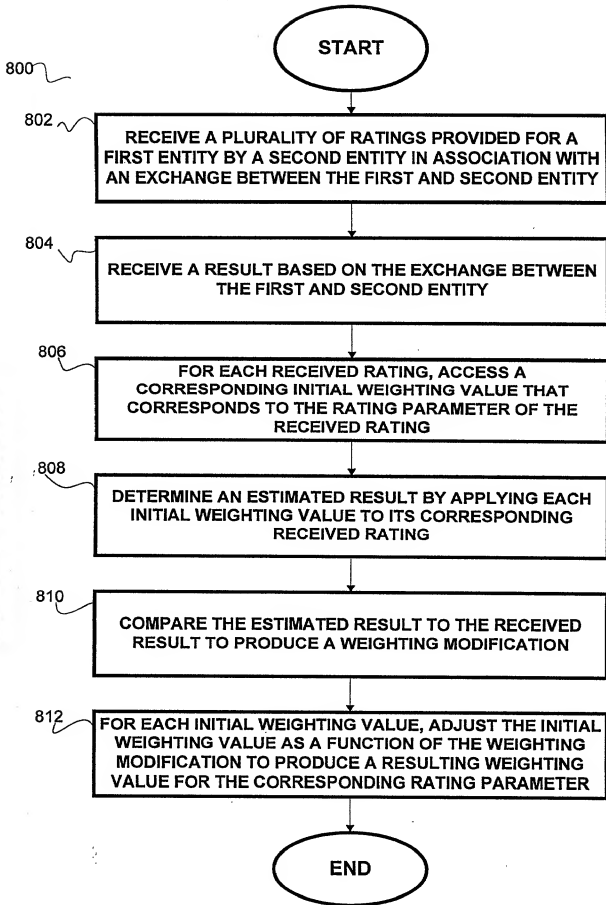 START
800
802
RECEIVE A PLURALITY OF RATINGS PROVIDED FOR A
FIRST ENTITY BY A SECOND ENTITY IN ASSOCIATION WITH
AN EXCHANGE BETWEEN THE FIRST AND SECOND ENTITY
804
RECEIVE A RESULT BASED ON THE EXCHANGE BETWEEN
THE FIRST AND SECOND ENTITY
806
FOR EACH RECEIVED RATING, ACCESS A
CORRESPONDING INITIAL WEIGHTING VALUE THAT
CORRESPONDS TO THE RATING PARAMETER OF THE
RECEIVED RATING
808
DETERMINE AN ESTIMATED RESULT BY APPLYING EACH
INITIAL WEIGHTING VALUE TO ITS CORRESPONDING
RECEIVED RATING
810
COMPARE THE ESTIMATED RESULT TO THE RECEIVED
RESULT TO PRODUCE A WEIGHTING MODIFICATION
812
FOR EACH INITIAL WEIGHTING VALUE, ADJUST THE INITIAL
WEIGHTING VALUE AS A FUNCTION OF THE WEIGHTING
MODIFICATION TO PRODUCE A RESULTING WEIGHTING
VALUE FOR THE CORRESPONDING RATING PARAMETER
END